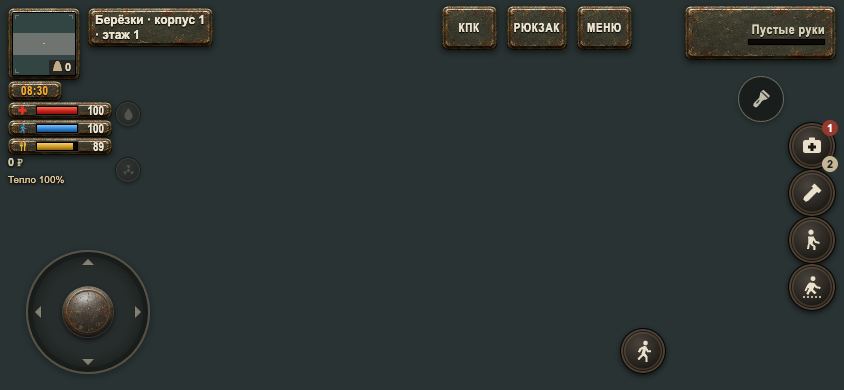 Берёзки · корпус 1
· этаж 1
КПК
РЮКЗАК
МЕНЮ
Пустые руки
0
08:30
100
100
89
0 ₽
Тепло 100%
1
2